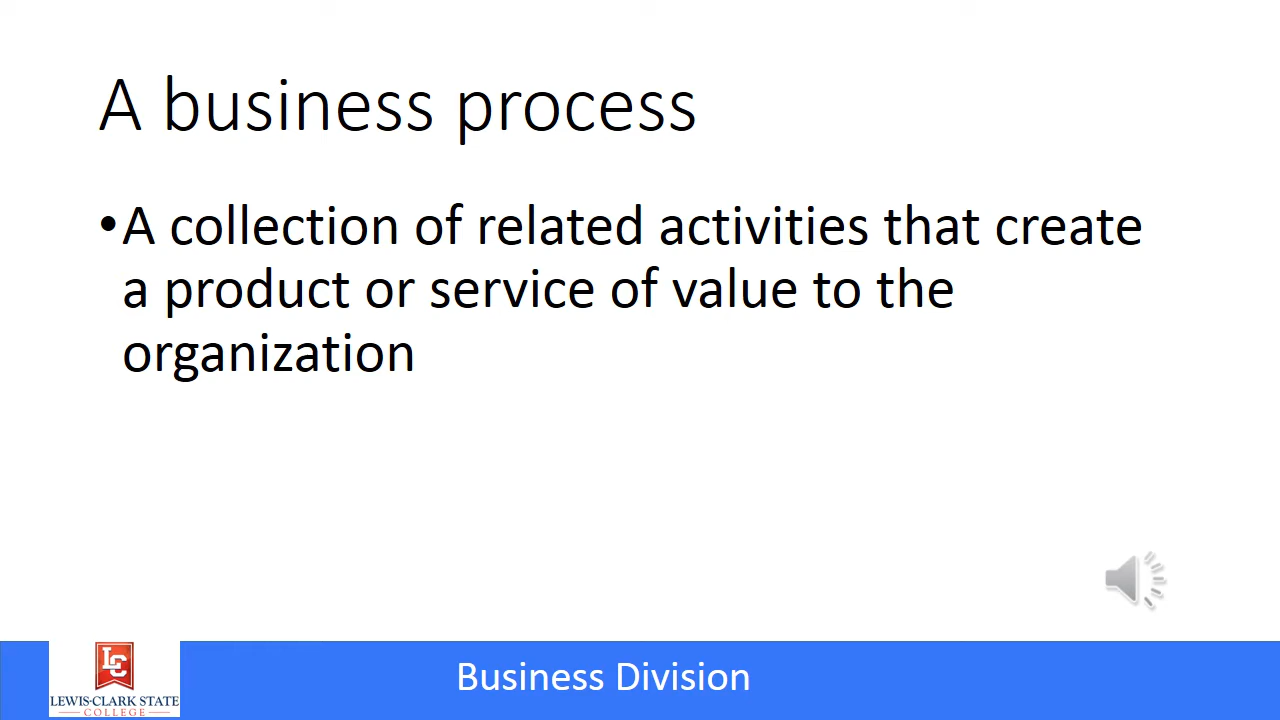 A business process
•A collection of related activities that create
a product or service of value to the
organization
LC
LEWIS-CLARK STATE
COLLEGE
Business Division